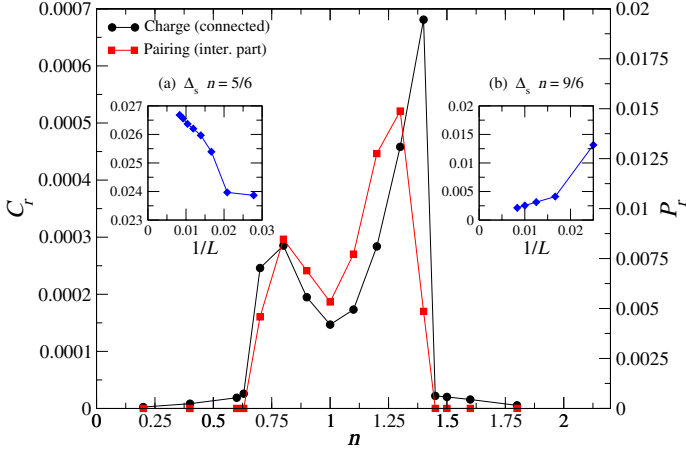 Charge (connected)
Pairing (inter. part)
(a) Δs n = 5/6
0.027
0.026
0.025
0.024
0.023
0 0.01 0.02 0.03
1/L
(b) Δs n = 9/6
0.02
0.015
0.01
0.005
0
0 0.01 0.02
1/L
0.0007
0.0006
0.0005
0.0004
0.0003
0.0002
0.0001
0
Cr
0.02
0.0175
0.015
0.0125
0.01
0.0075
0.005
0.0025
0
Pr
0 0.25 0.5 0.75 1 1.25 1.5 1.75 2
n